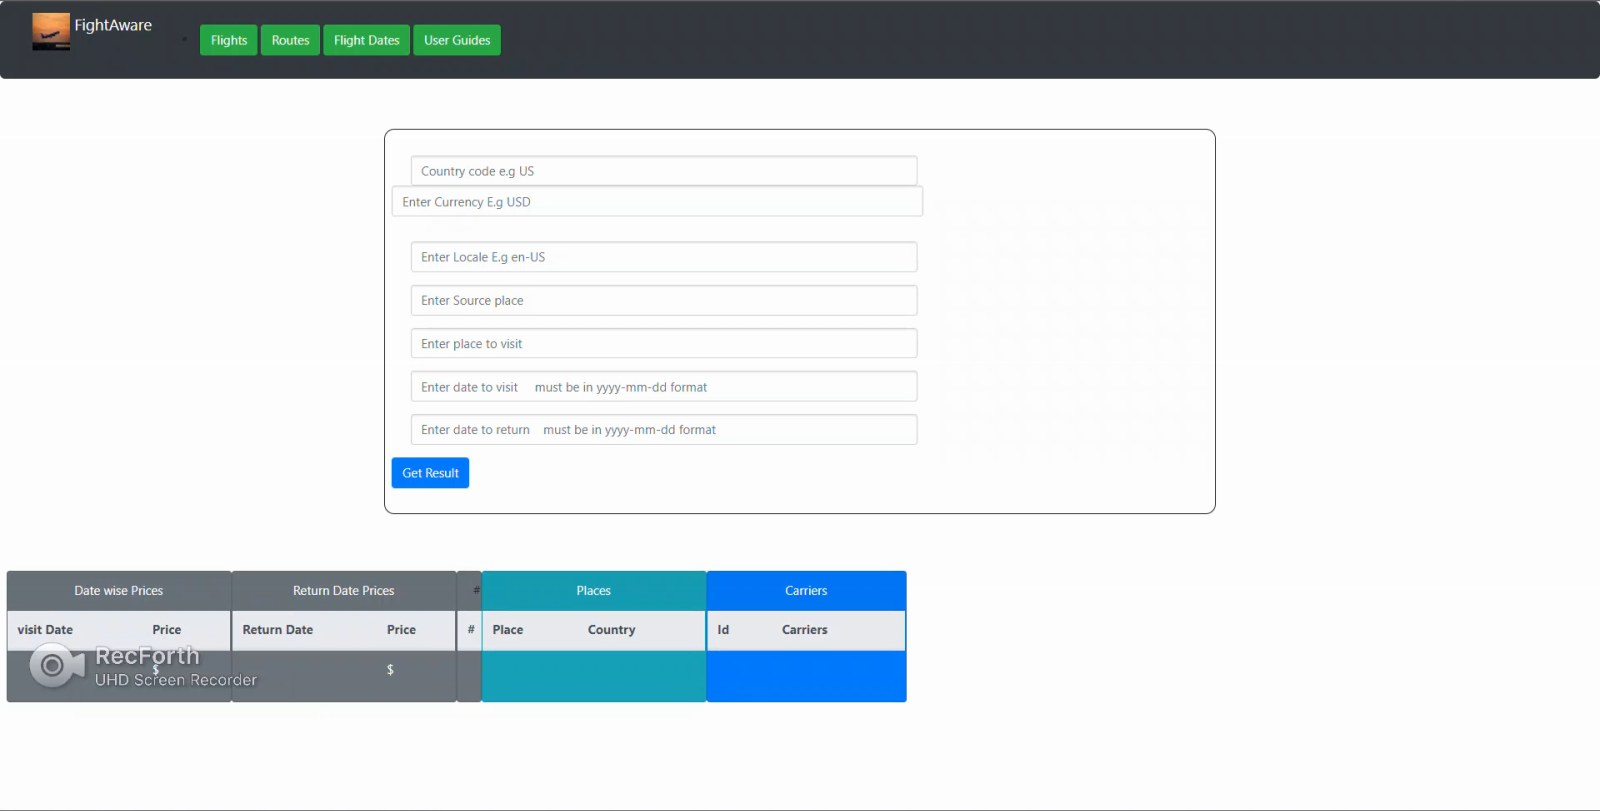 FightAware
Flights Routes Flight Dates User Guides
Country code e.g US
Enter Currency E.g USD
Enter Locale E.g en-US
Enter Source place
Enter place to visit
Enter date to visit must be in yyyy-mm-dd format
Enter date to return must be in yyyy-mm-dd format
Get Result
Date wise Prices Return Date Prices # Places Carriers
visit Date Price Return Date Price # Place Country Id Carriers
$ $
RecForth
UHD Screen Recorder